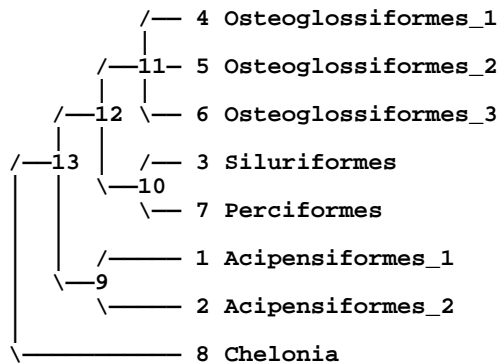 4 Osteoglossiformes_1
11 5 Osteoglossiformes_2
12 6 Osteoglossiformes_3
13 3 Siluriformes
10 7 Perciformes
1 Acipensiformes_1
9 2 Acipensiformes_2
8 Chelonia